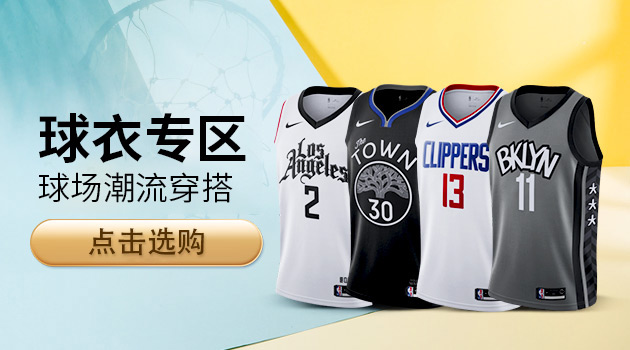 球衣专区
球场潮流穿搭
点击选购
Los
Angeles
2
The
TOWN
30
CLIPPERS
13
BKLYN
11